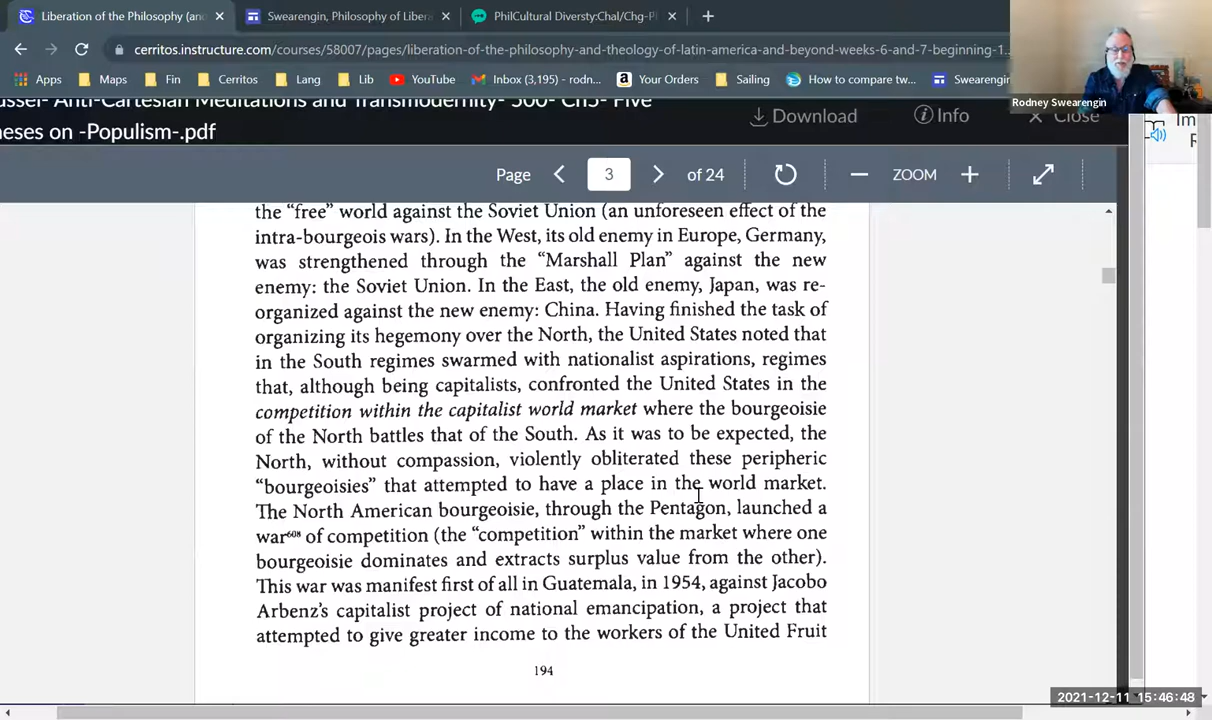 Liberation of the Philosophy (an
Swearengin, Philosophy of Libera
PhilCultural Diversty:Chal/Chg-P
cerritos.instructure.com/courses/58007/pages/liberation-of-the-philosophy-and-theology-of-latin-america-and-beyond-weeks-6-and-7-beginning-1...
Apps Maps Fin Cerritos Lang Lib YouTube Inbox (3,195) - rodn... Your Orders Sailing How to compare tw... Swearengin
Rodney Swearengin
ussel- Anti-Cartesian Meditations and Transmodernity- 300- Ch5- Five
neses on -Populism-.pdf
Download Info Close
Im
R
Page 3 of 24 ZOOM
the “free” world against the Soviet Union (an unforeseen effect of the
intra-bourgeois wars). In the West, its old enemy in Europe, Germany,
was strengthened through the “Marshall Plan” against the new
enemy: the Soviet Union. In the East, the old enemy, Japan, was re-
organized against the new enemy: China. Having finished the task of
organizing its hegemony over the North, the United States noted that
in the South regimes swarmed with nationalist aspirations, regimes
that, although being capitalists, confronted the United States in the
competition within the capitalist world market where the bourgeoisie
of the North battles that of the South. As it was to be expected, the
North, without compassion, violently obliterated these peripheric
“bourgeoisies” that attempted to have a place in the world market.
The North American bourgeoisie, through the Pentagon, launched a
war608 of competition (the “competition” within the market where one
bourgeoisie dominates and extracts surplus value from the other).
This war was manifest first of all in Guatemala, in 1954, against Jacobo
Arbenz’s capitalist project of national emancipation, a project that
attempted to give greater income to the workers of the United Fruit
194
2021-12-11 15:46:48